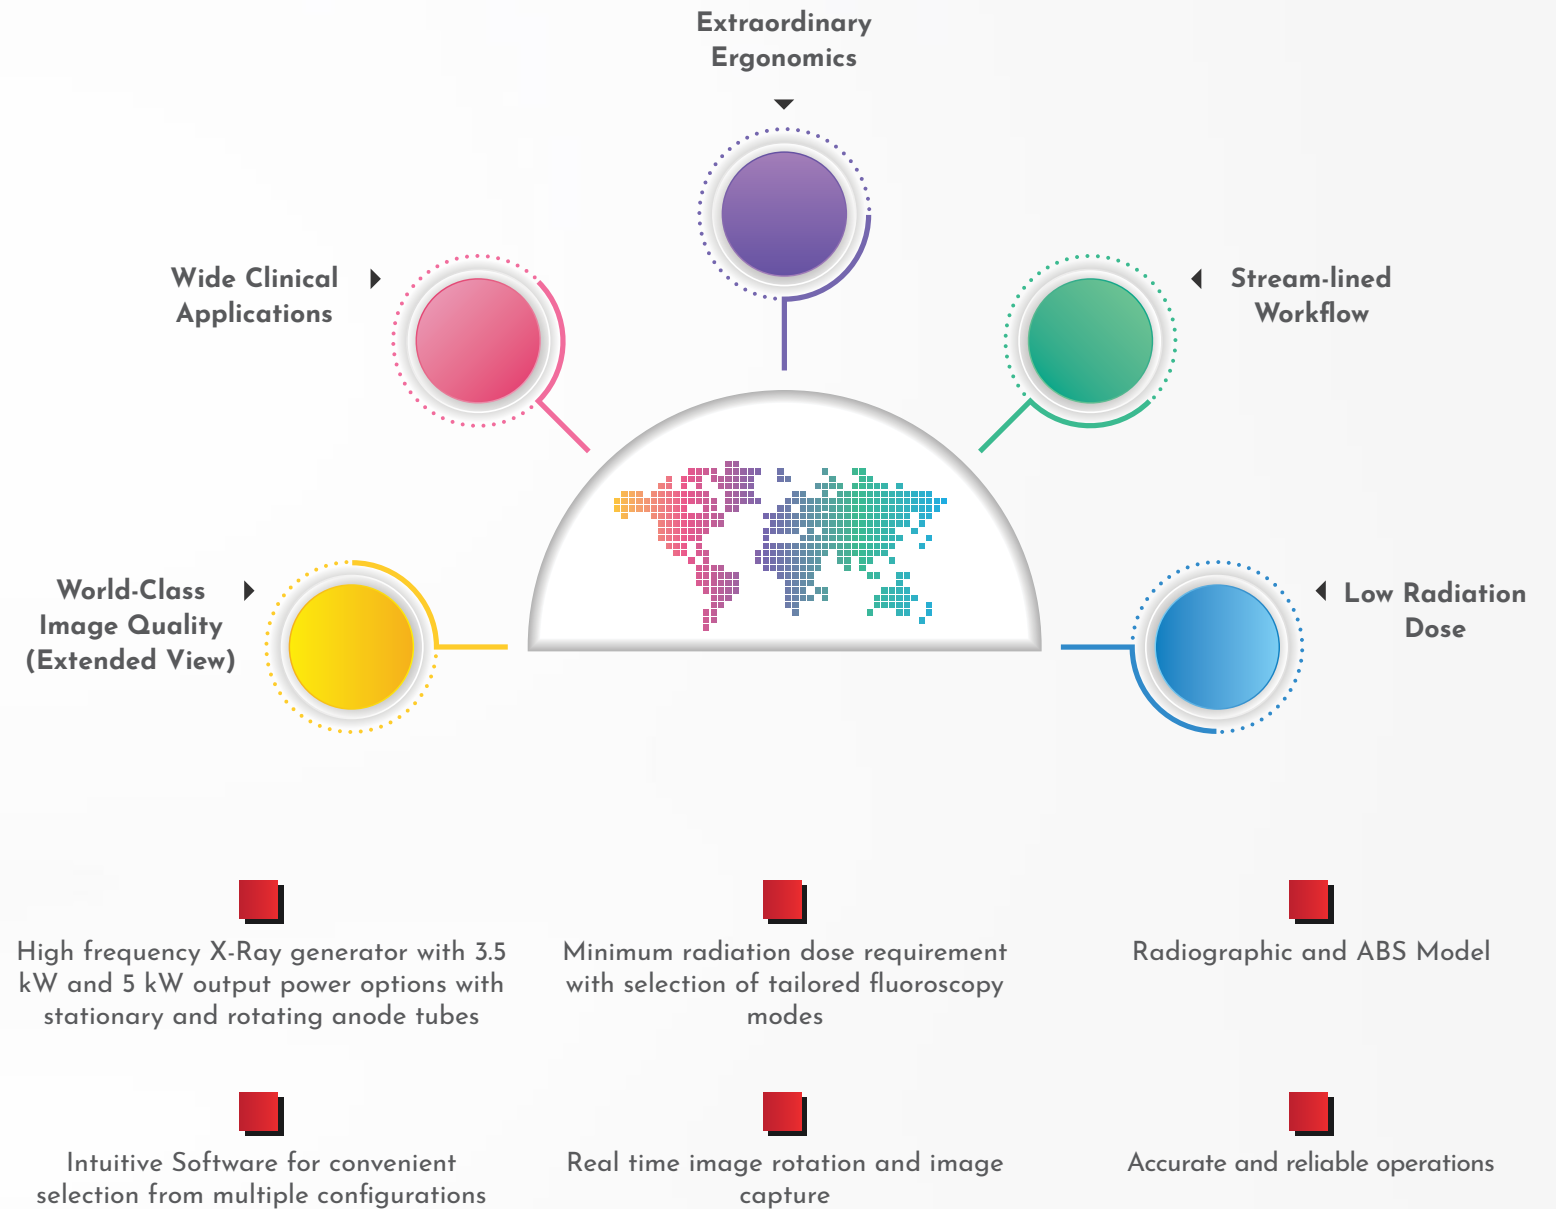 Extraordinary
Ergonomics
Wide Clinical
Applications
Stream-lined
Workflow
World-Class
Image Quality
(Extended View)
Low Radiation
Dose
High frequency X-Ray generator with 3.5
kW and 5 kW output power options with
stationary and rotating anode tubes
Minimum radiation dose requirement
with selection of tailored fluoroscopy
modes
Radiographic and ABS Model
Intuitive Software for convenient
selection from multiple configurations
Real time image rotation and image
capture
Accurate and reliable operations